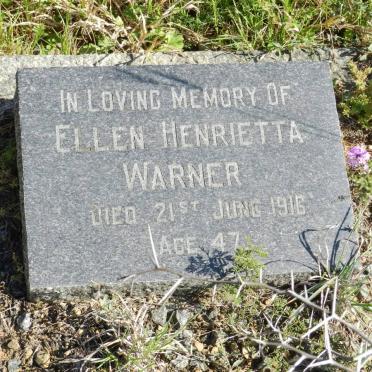 IN LOVING MEMORY OF
ELLEN HENRIETTA
WARNER
DIED 21ST JUNE 1916
AGE 47